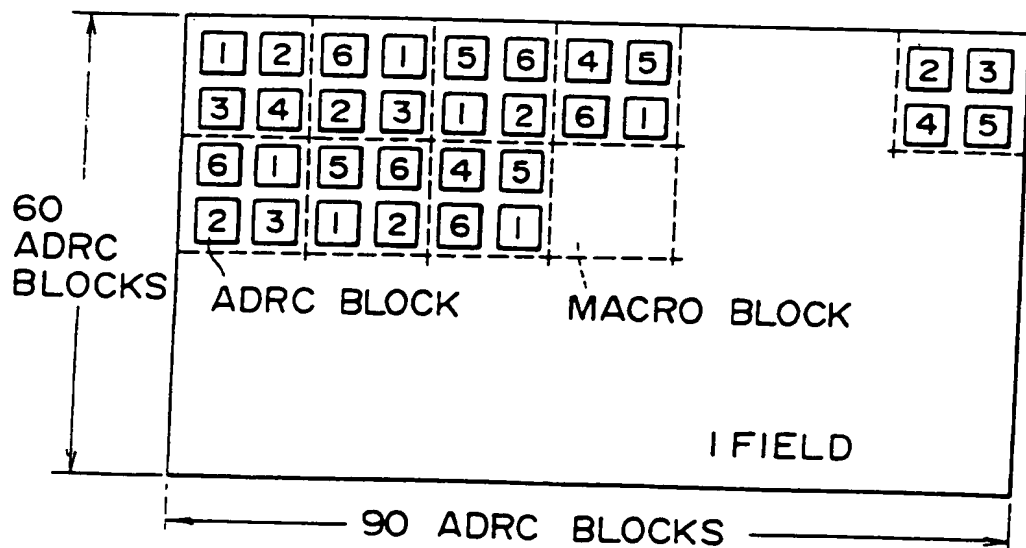 1 2 6 1 5 6 4 5 2 3
3 4 2 3 1 2 6 1 4 5
6 1 5 6 4 5
2 3 1 2 6 1
60
ADRC
BLOCKS
ADRC BLOCK
MACRO BLOCK
1 FIELD
90 ADRC BLOCKS